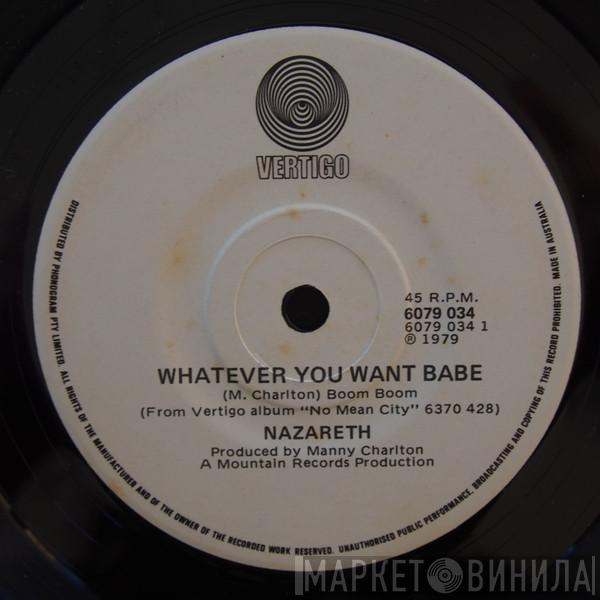 VERTIGO
45 R.P.M.
6079 034
6079 034 1
℗ 1979
WHATEVER YOU WANT BABE
(M. Charlton) Boom Boom
(From Vertigo album "No Mean City" 6370 428)
NAZARETH
Produced by Manny Charlton
A Mountain Records Production
DISTRIBUTED BY PHONOGRAM PTY LIMITED. ALL RIGHTS OF THE MANUFACTURER AND OF THE OWNER OF THE RECORDED WORK RESERVED. UNAUTHORISED PUBLIC PERFORMANCE, BROADCASTING AND COPYING OF THIS RECORD PROHIBITED. MADE IN AUSTRALIA
МАРКЕТ ВИНИЛА